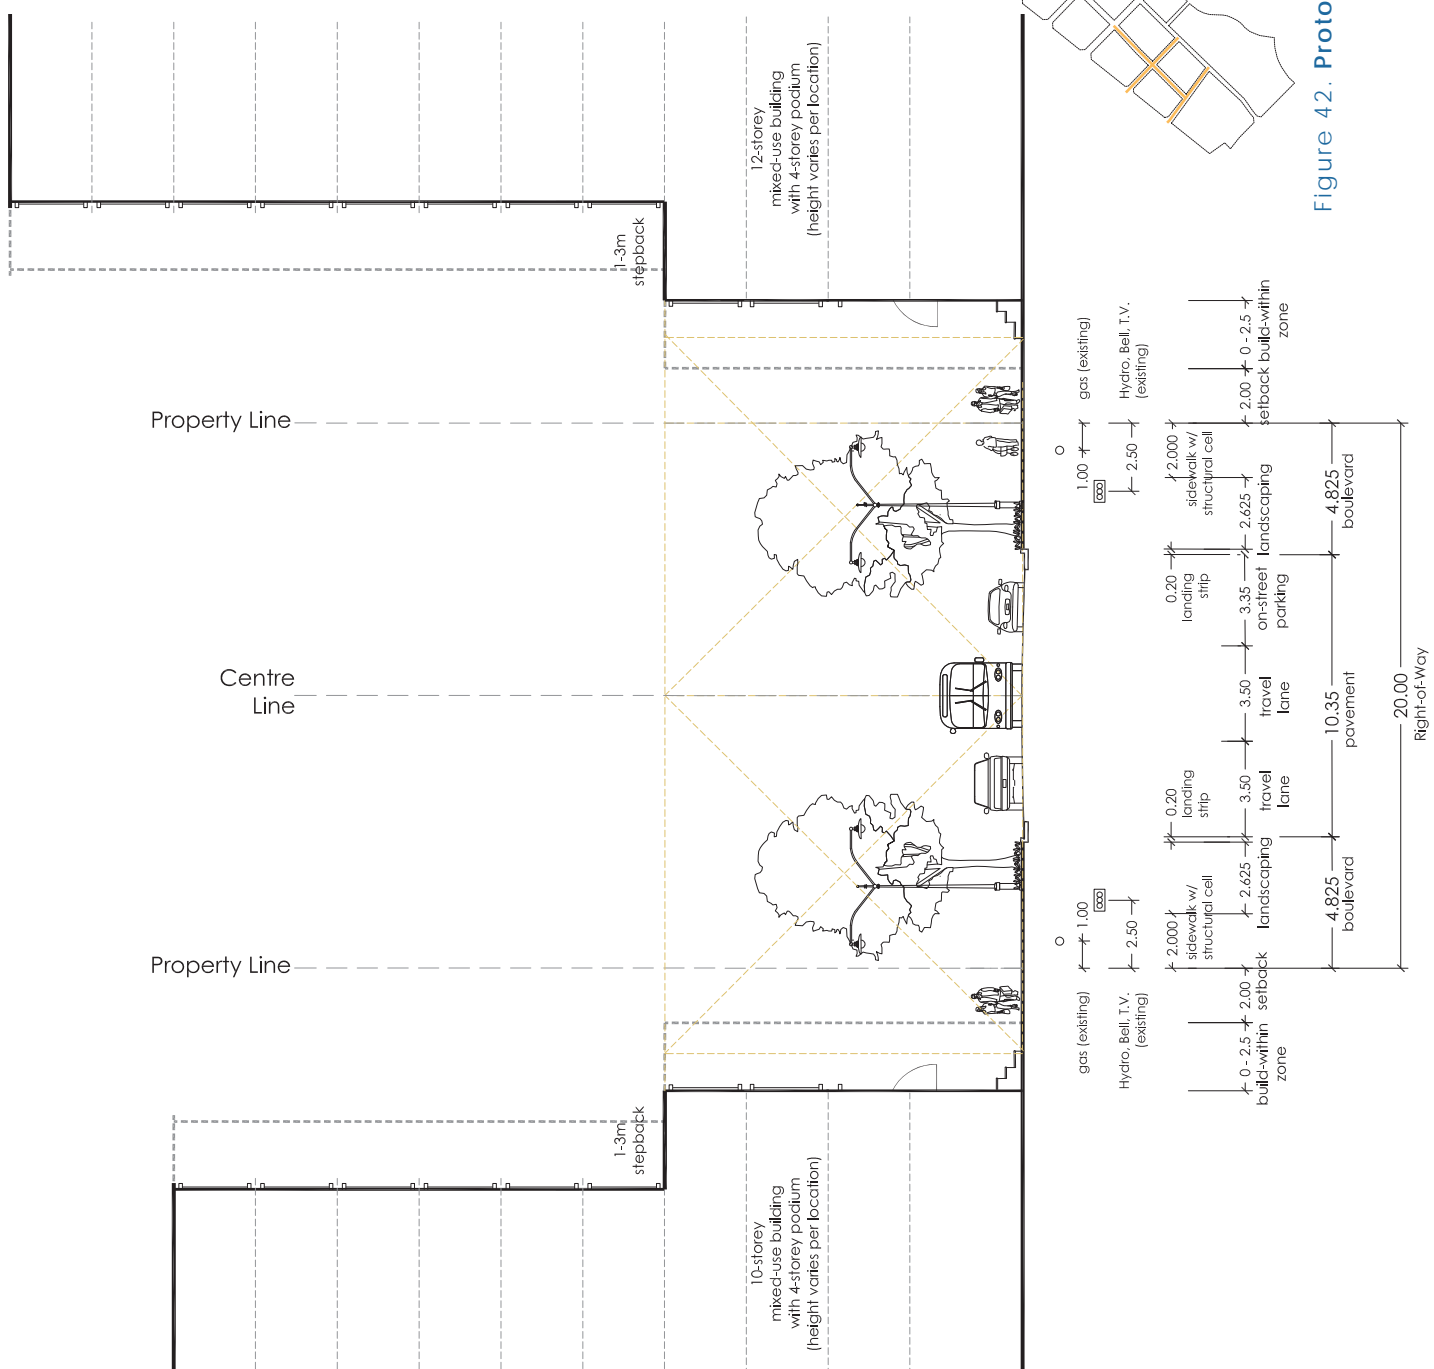 Property Line
Centre
Line
Property Line
12-storey
mixed-use building
with 4-storey podium
(height varies per location)
1-3m
stepback
10-storey
mixed-use building
with 4-storey podium
(height varies per location)
1-3m
stepback
gas (existing)
Hydro, Bell, T.V.
(existing)
1.00
2.50
2.000
sidewalk w/
structural cell
0.20
landing
strip
0.20
landing
strip
1.00
2.50
2.000
sidewalk w/
structural cell
gas (existing)
Hydro, Bell, T.V.
(existing)
0 - 2.5
build-within
zone
2.00
setback
2.625
landscaping
3.35
on-street
parking
3.50
travel
lane
3.50
travel
lane
2.625
landscaping
2.00
setback
0 - 2.5
build-within
zone
4.825
boulevard
10.35
pavement
4.825
boulevard
20.00
Right-of-Way
Figure 42. Proto